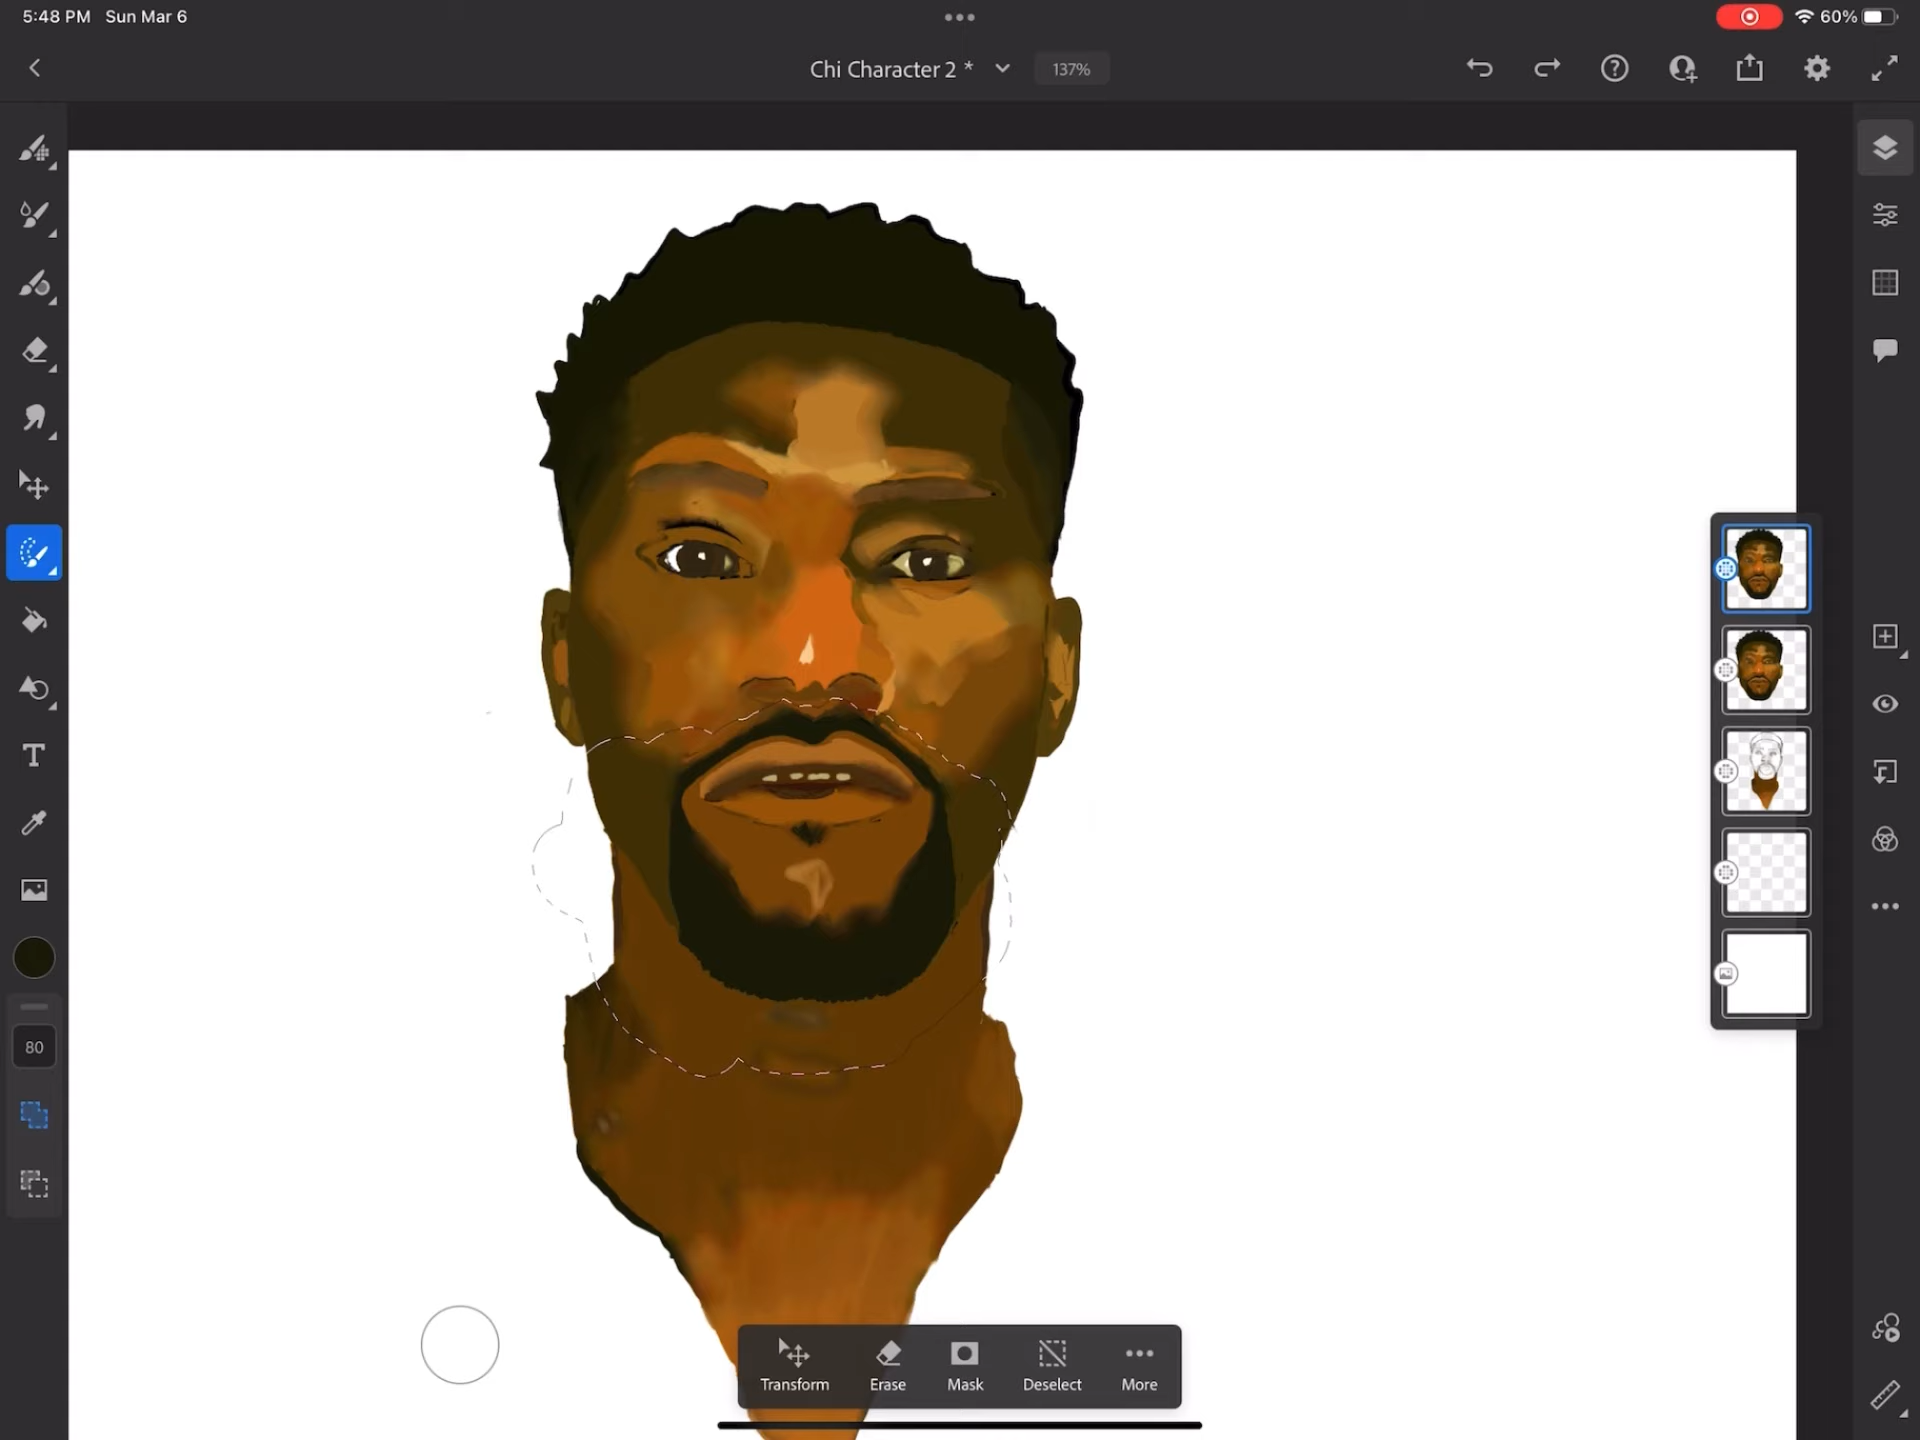 5:48 PM Sun Mar 6
60%
Chi Character 2 *
137%
T
80
Transform
Erase
Mask
Deselect
More